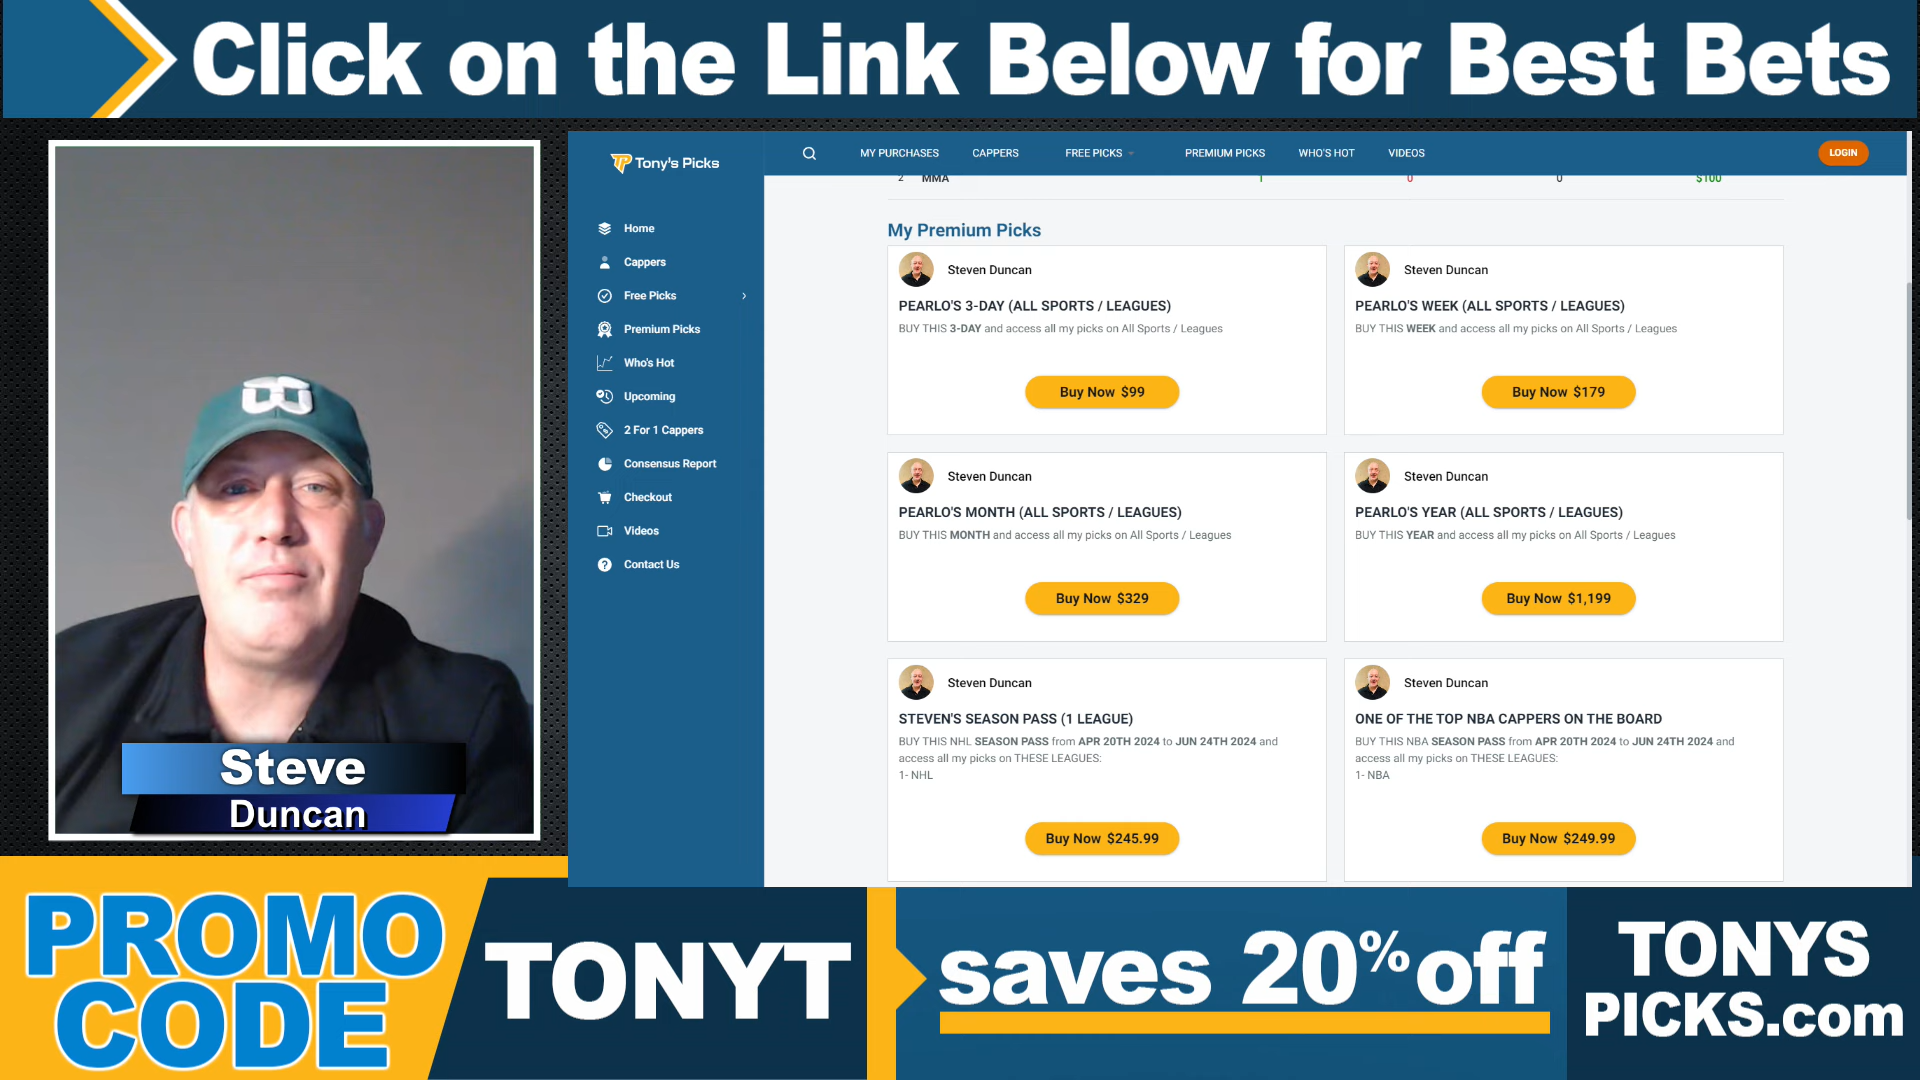 Click on the Link Below for Best Bets
Tony's Picks
MY PURCHASES
CAPPERS
FREE PICKS
PREMIUM PICKS
WHO'S HOT
VIDEOS
LOGIN
2 MMA 1 0 0 $100
Home
Cappers
Free Picks
Premium Picks
Who's Hot
Upcoming
2 For 1 Cappers
Consensus Report
Checkout
Videos
Contact Us
My Premium Picks
Steven Duncan
PEARLO'S 3-DAY (ALL SPORTS / LEAGUES)
BUY THIS 3-DAY and access all my picks on All Sports / Leagues
Buy Now $99
Steven Duncan
PEARLO'S WEEK (ALL SPORTS / LEAGUES)
BUY THIS WEEK and access all my picks on All Sports / Leagues
Buy Now $179
Steven Duncan
PEARLO'S MONTH (ALL SPORTS / LEAGUES)
BUY THIS MONTH and access all my picks on All Sports / Leagues
Buy Now $329
Steven Duncan
PEARLO'S YEAR (ALL SPORTS / LEAGUES)
BUY THIS YEAR and access all my picks on All Sports / Leagues
Buy Now $1,199
Steven Duncan
STEVEN'S SEASON PASS (1 LEAGUE)
BUY THIS NHL SEASON PASS from APR 20TH 2024 to JUN 24TH 2024 and
access all my picks on THESE LEAGUES:
1- NHL
Buy Now $245.99
Steven Duncan
ONE OF THE TOP NBA CAPPERS ON THE BOARD
BUY THIS NBA SEASON PASS from APR 20TH 2024 to JUN 24TH 2024 and
access all my picks on THESE LEAGUES:
1- NBA
Buy Now $249.99
Steve
Duncan
PROMO
CODE
TONYT
saves 20% off
TONYS
PICKS.com